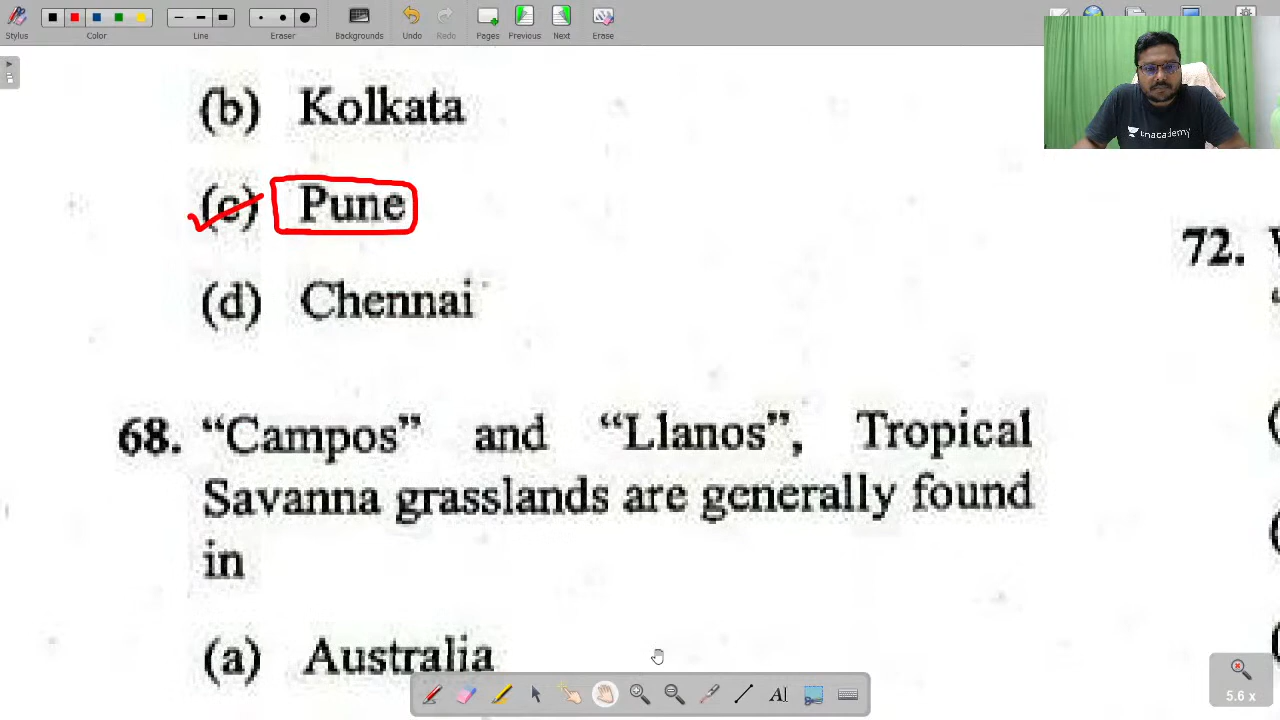 Stylus
Color
Line
Eraser
Backgrounds
Undo
Redo
Pages
Previous
Next
Erase
unacademy
(b) Kolkata
(c) Pune
(d) Chennai
72.
68. “Campos” and “Llanos”, Tropical
Savanna grasslands are generally found
in
(a) Australia
5.6 x